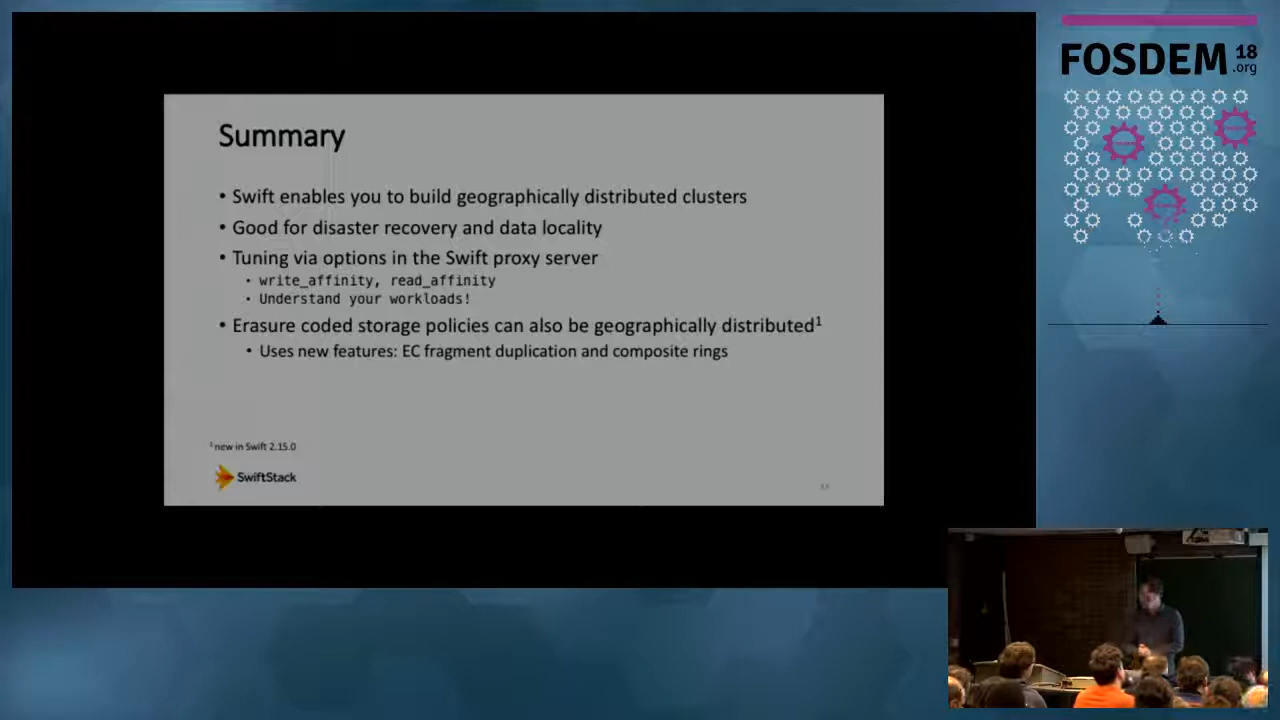 FOSDEM 18
.org
Summary
• Swift enables you to build geographically distributed clusters
• Good for disaster recovery and data locality
• Tuning via options in the Swift proxy server
• write_affinity, read_affinity
• Understand your workloads!
• Erasure coded storage policies can also be geographically distributed¹
• Uses new features: EC fragment duplication and composite rings
¹ new in Swift 2.15.0
SwiftStack